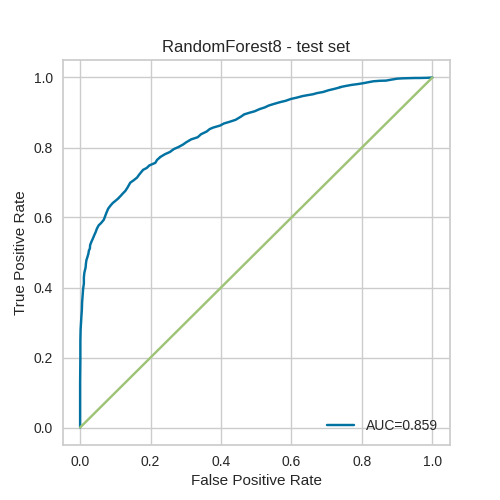 RandomForest8 - test set
True Positive Rate
1.0
0.8
0.6
0.4
0.2
0.0
AUC=0.859
0.0 0.2 0.4 0.6 0.8 1.0
False Positive Rate